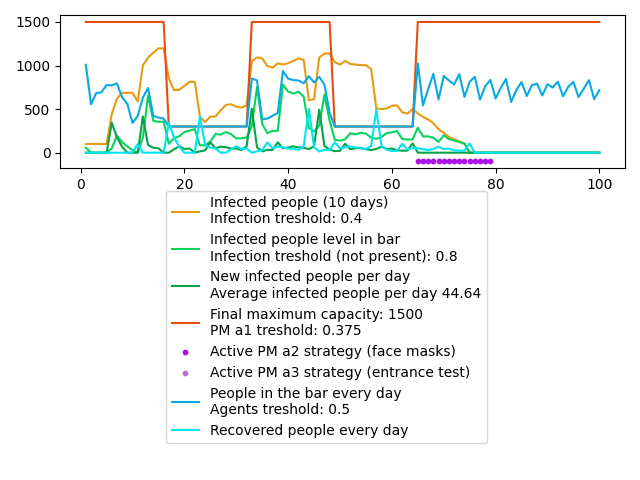 1500
1000
500
0
0 20 40 60 80 100
Infected people (10 days)
Infection treshold: 0.4
Infected people level in bar
Infection treshold (not present): 0.8
New infected people per day
Average infected people per day 44.64
Final maximum capacity: 1500
PM a1 treshold: 0.375
Active PM a2 strategy (face masks)
Active PM a3 strategy (entrance test)
People in the bar every day
Agents treshold: 0.5
Recovered people every day